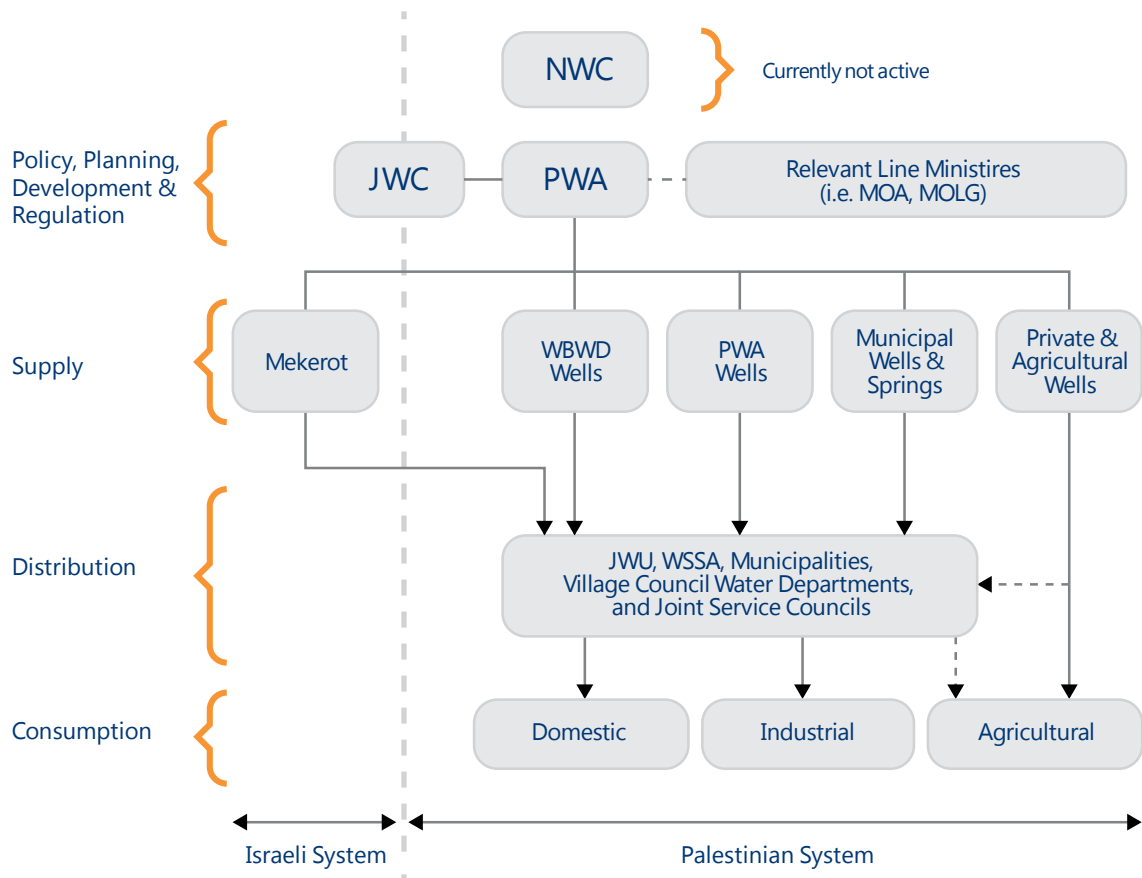 NWC
Currently not active
Policy, Planning,
Development &
Regulation
JWC
PWA
Relevant Line Ministires
(i.e. MOA, MOLG)
Supply
Mekerot
WBWD
Wells
PWA
Wells
Municipal
Wells &
Springs
Private &
Agricultural
Wells
Distribution
JWU, WSSA, Municipalities,
Village Council Water Departments,
and Joint Service Councils
Consumption
Domestic
Industrial
Agricultural
Israeli System
Palestinian System